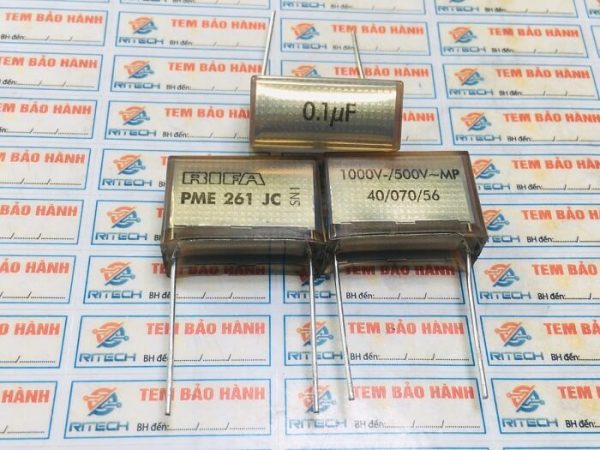 0.1µF
RIFA
PME 261 JC
SN1
1000V-/500V~MP
40/070/56
TEM BẢO HÀNH
RITECH
BH đến:......../......../........